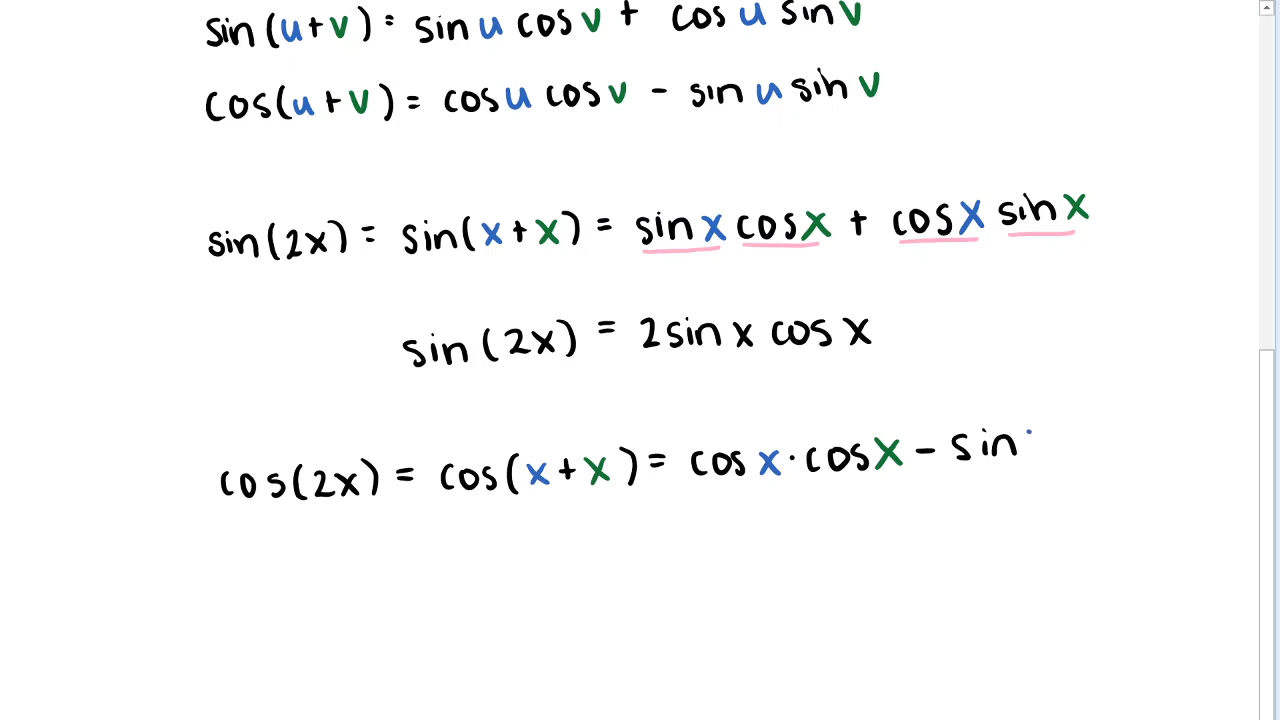 sin(u+v) = sin u cos v + cos u sin v
cos(u+v) = cos u cos v - sin u sin v
sin(2x) = sin(x+x) = sin x cos x + cos x sin x
sin(2x) = 2 sin x cos x
cos(2x) = cos(x+x) = cos x · cos x - sin